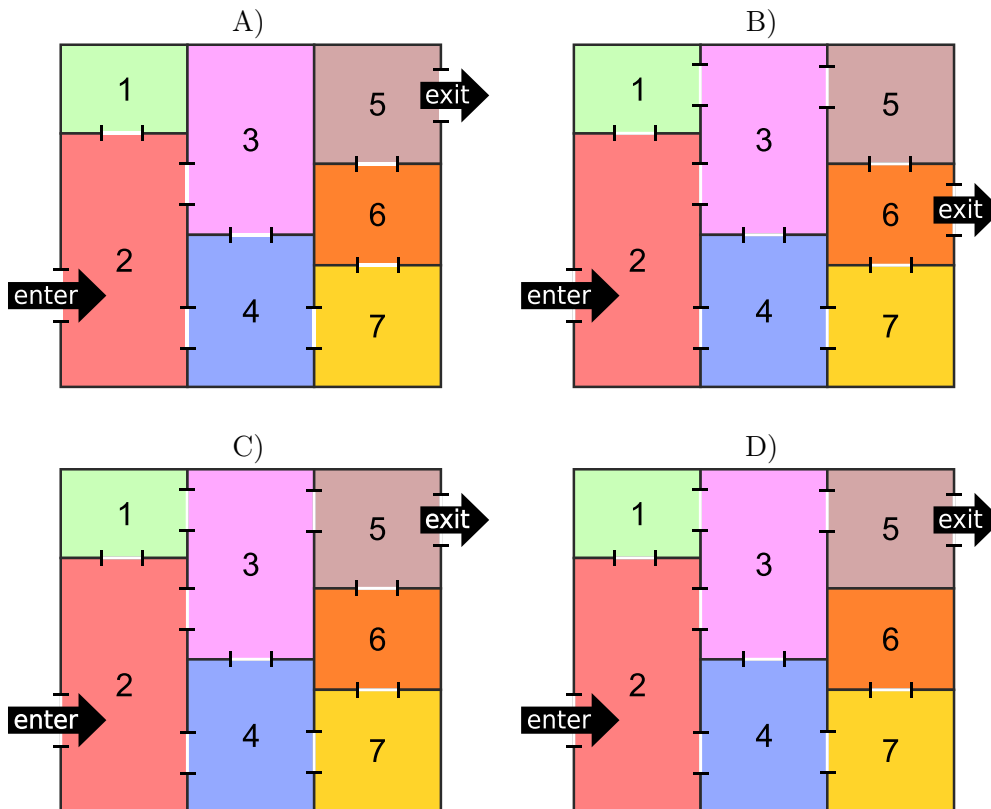 A) B)
1 3 5 exit 1 3 5
2 6 2 6 exit
enter 4 7 enter 4 7
C) D)
1 3 5 exit 1 3 5 exit
2 6 2 6
enter 4 7 enter 4 7